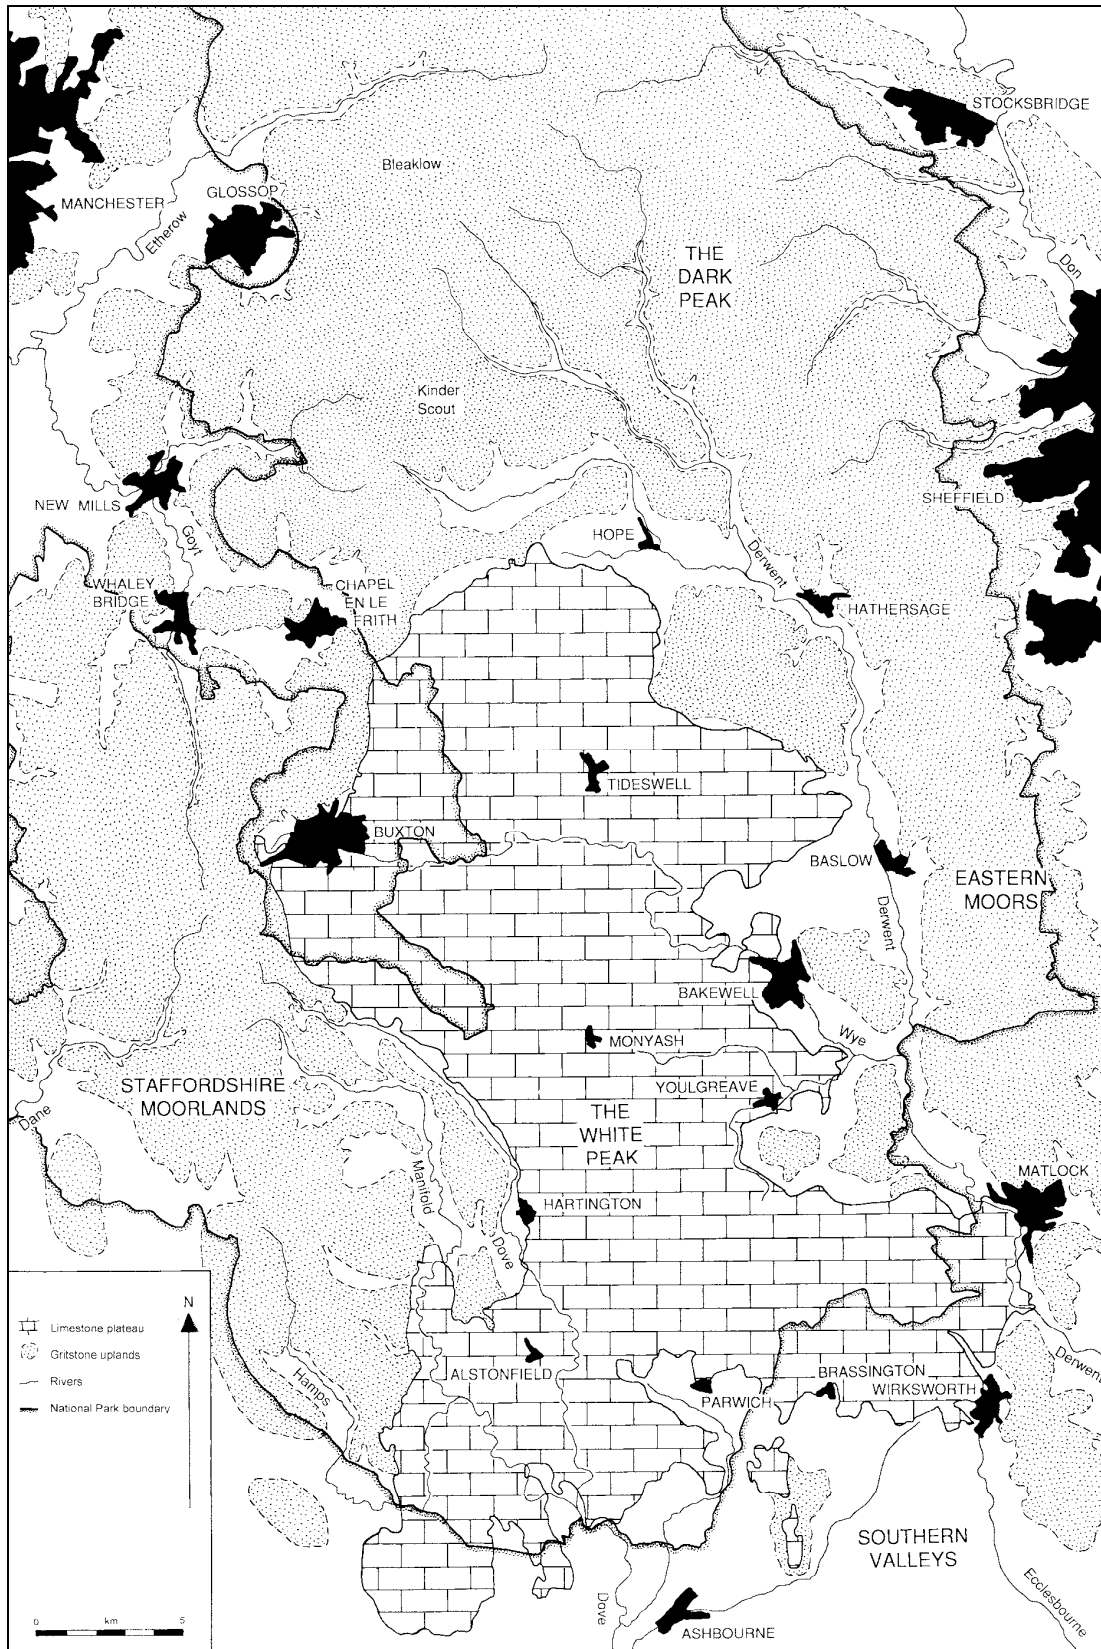 STOCKSBRIDGE
Bleaklow
GLOSSOP
MANCHESTER
Etherow
THE
DARK
PEAK
Don
Kinder
Scout
NEW MILLS
SHEFFIELD
Goyt
HOPE
Derwent
WHALEY
BRIDGE
CHAPEL
EN LE
FRITH
HATHERSAGE
TIDESWELL
BUXTON
BASLOW
EASTERN
MOORS
Derwent
BAKEWELL
MONYASH
Wye
YOULGREAVE
STAFFORDSHIRE
MOORLANDS
Dane
THE
WHITE
PEAK
Manifold
MATLOCK
HARTINGTON
Dove
N
Limestone plateau
Gritstone uplands
Rivers
National Park boundary
Hamps
ALSTONFIELD
PARWICH
BRASSINGTON
WIRKSWORTH
Derwent
SOUTHERN
VALLEYS
Ecclesbourne
Dove
ASHBOURNE
0 km 5